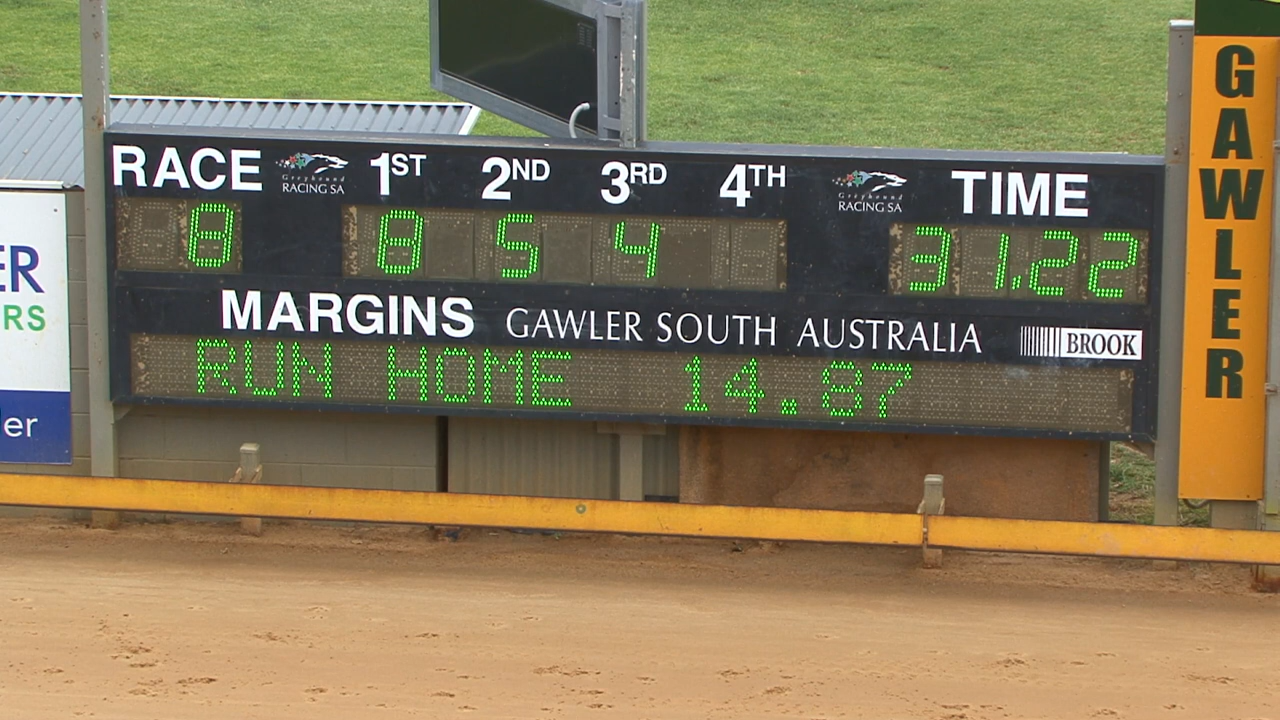 RACE Greyhound RACING SA 1ST 2ND 3RD 4TH Greyhound RACING SA TIME
8 8 5 4 31.22
MARGINS GAWLER SOUTH AUSTRALIA BROOK
RUN HOME 14.87
GAWLER
ER
RS
er